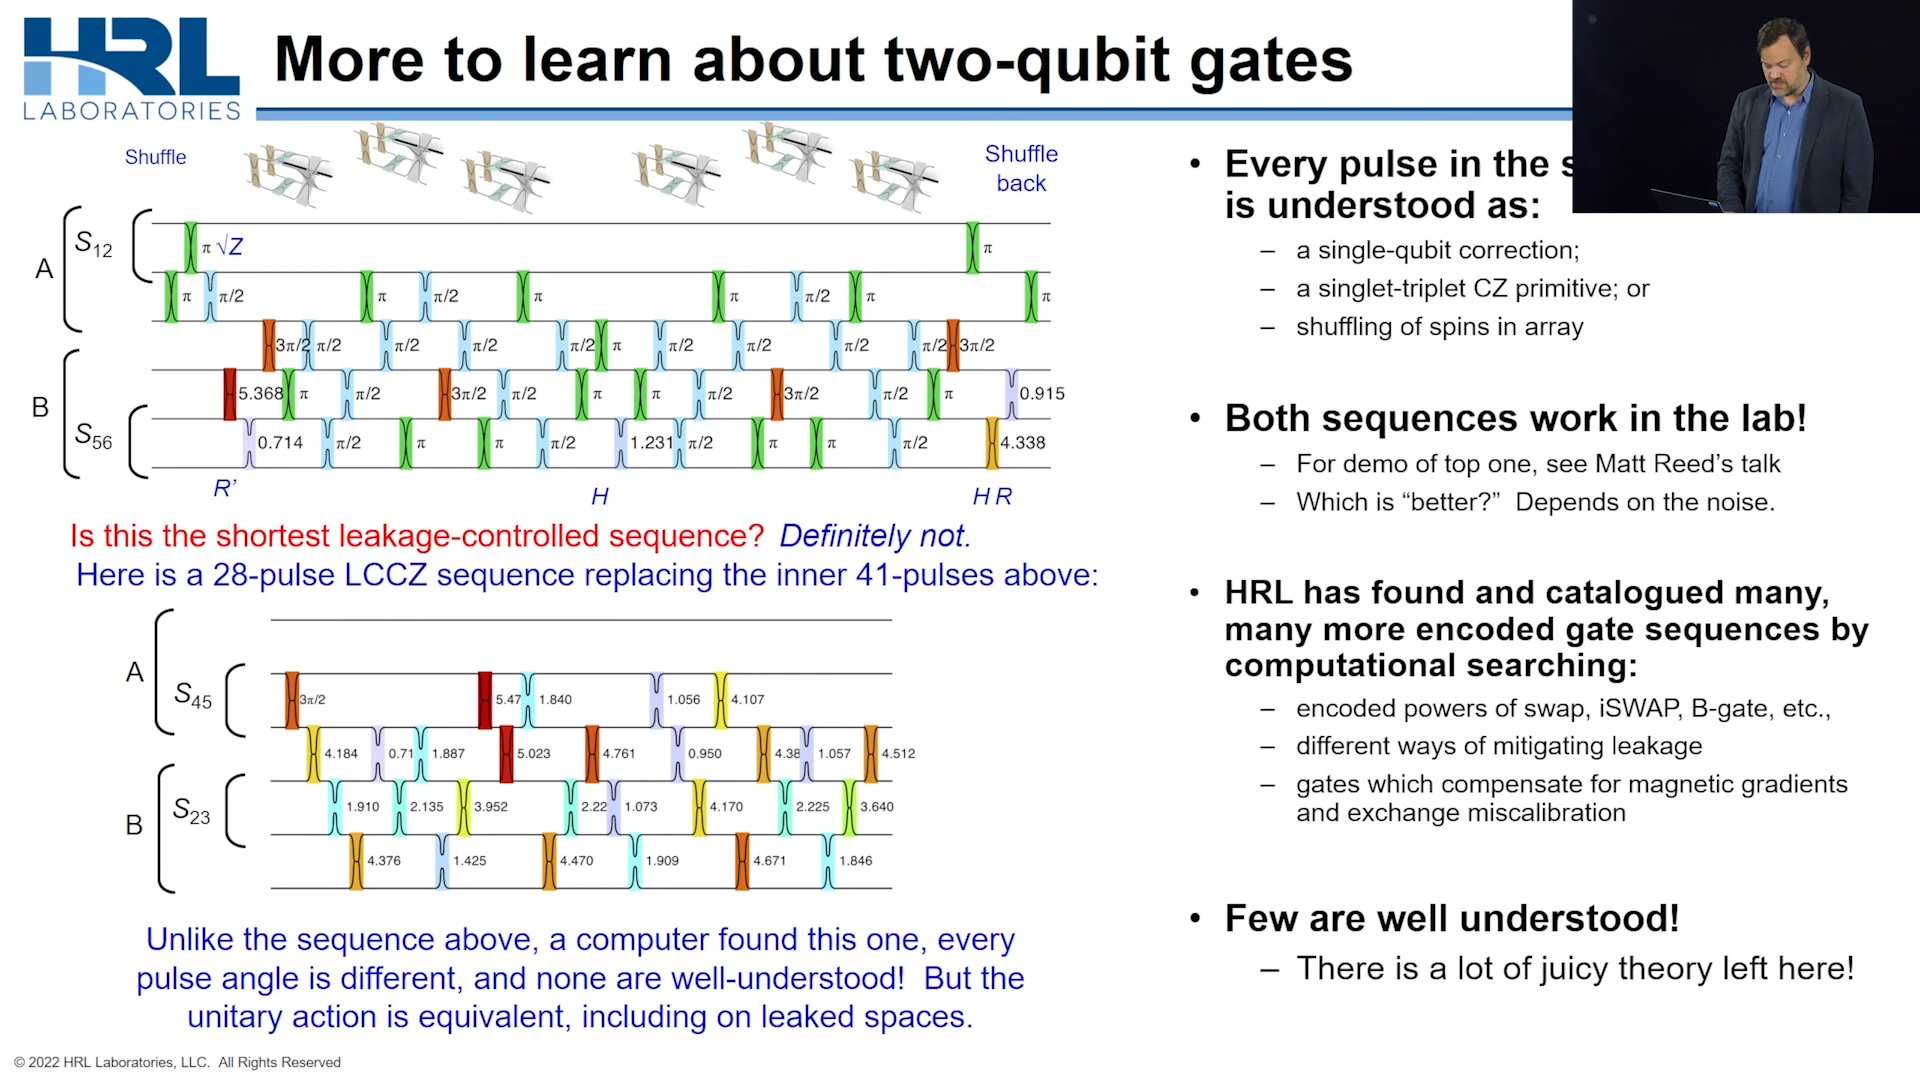 HRL
LABORATORIES
More to learn about two-qubit gates
Shuffle
Shuffle
back
A
S12
π √Z
π
π
π/2
π
π/2
π
π
π/2
π
π
3π/2
π/2
π/2
π/2
π/2
π
π/2
π/2
π/2
π/2
3π/2
B
5.368
π
π/2
3π/2
π/2
π
π
π/2
3π/2
π/2
π
0.915
S56
0.714
π/2
π
π
π/2
1.231
π/2
π
π
π/2
4.338
R'
H
H R
Is this the shortest leakage-controlled sequence? Definitely not.
Here is a 28-pulse LCCZ sequence replacing the inner 41-pulses above:
A
S45
3π/2
5.47
1.840
1.056
4.107
4.184
0.71
1.887
5.023
4.761
0.950
4.38
1.057
4.512
B
S23
1.910
2.135
3.952
2.22
1.073
4.170
2.225
3.640
4.376
1.425
4.470
1.909
4.671
1.846
Unlike the sequence above, a computer found this one, every
pulse angle is different, and none are well-understood! But the
unitary action is equivalent, including on leaked spaces.
• Every pulse in the
is understood as:
– a single-qubit correction;
– a singlet-triplet CZ primitive; or
– shuffling of spins in array
• Both sequences work in the lab!
– For demo of top one, see Matt Reed's talk
– Which is “better?” Depends on the noise.
• HRL has found and catalogued many,
many more encoded gate sequences by
computational searching:
– encoded powers of swap, iSWAP, B-gate, etc.,
– different ways of mitigating leakage
– gates which compensate for magnetic gradients
and exchange miscalibration
• Few are well understood!
– There is a lot of juicy theory left here!
© 2022 HRL Laboratories, LLC. All Rights Reserved